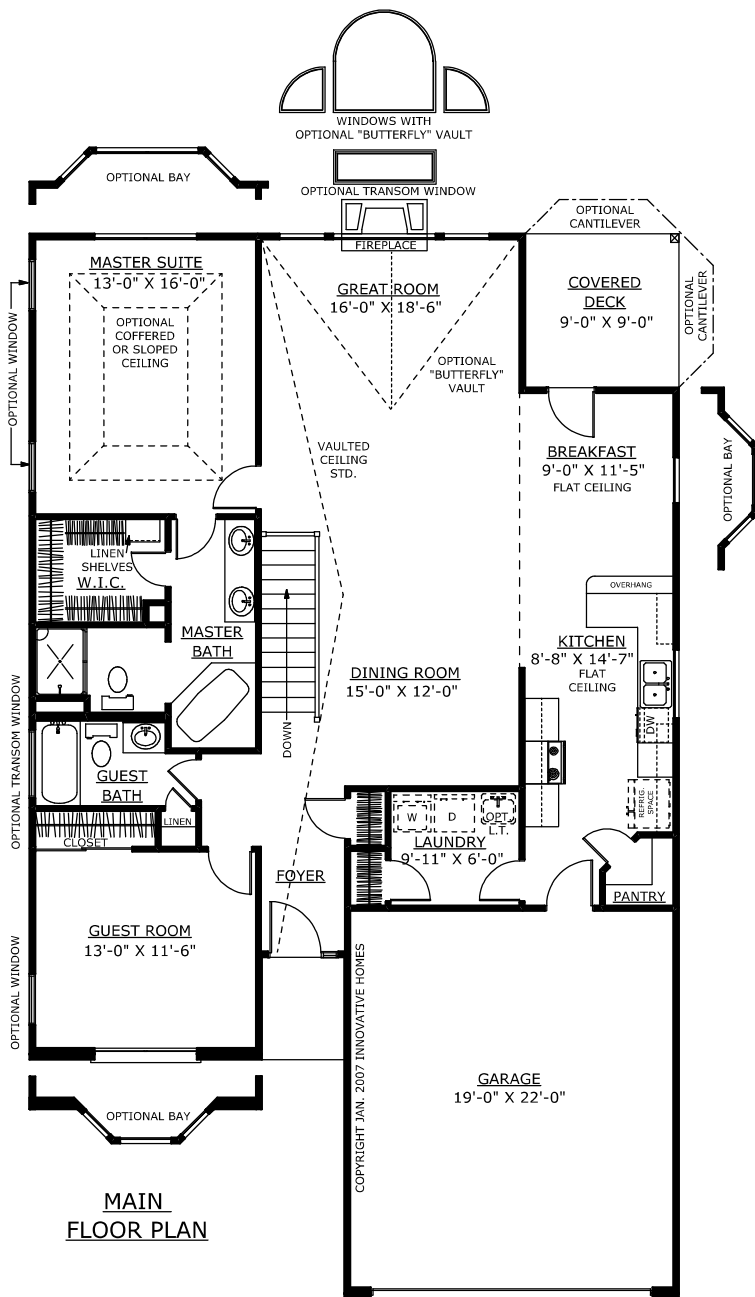 WINDOWS WITH
OPTIONAL "BUTTERFLY" VAULT
OPTIONAL BAY
OPTIONAL TRANSOM WINDOW
FIREPLACE
OPTIONAL
CANTILEVER
MASTER SUITE
13'-0" X 16'-0"
OPTIONAL
COFFERED
OR SLOPED
CEILING
OPTIONAL WINDOW
GREAT ROOM
16'-0" X 18'-6"
OPTIONAL
"BUTTERFLY"
VAULT
COVERED
DECK
9'-0" X 9'-0"
OPTIONAL
CANTILEVER
VAULTED
CEILING
STD.
BREAKFAST
9'-0" X 11'-5"
FLAT CEILING
OPTIONAL BAY
LINEN
SHELVES
W.I.C.
MASTER
BATH
DOWN
OVERHANG
KITCHEN
8'-8" X 14'-7"
FLAT
CEILING
DW
REFRIG.
SPACE
DINING ROOM
15'-0" X 12'-0"
OPTIONAL TRANSOM WINDOW
GUEST
BATH
LINEN
CLOSET
W
D
OPT
L.T.
LAUNDRY
9'-11" X 6'-0"
PANTRY
FOYER
GUEST ROOM
13'-0" X 11'-6"
OPTIONAL WINDOW
COPYRIGHT JAN. 2007 INNOVATIVE HOMES
GARAGE
19'-0" X 22'-0"
OPTIONAL BAY
MAIN
FLOOR PLAN